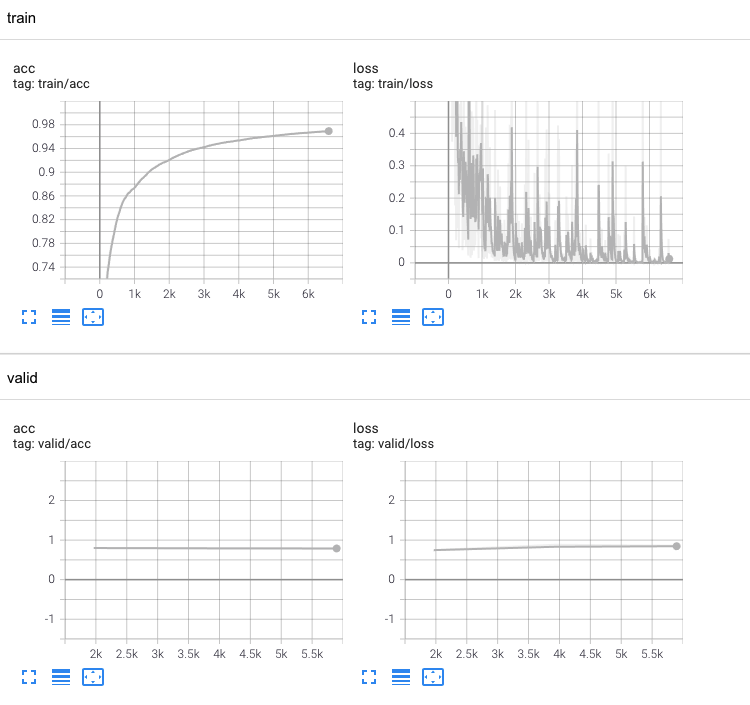 train
acc
tag: train/acc
0.98
0.94
0.9
0.86
0.82
0.78
0.74
0 1k 2k 3k 4k 5k 6k
loss
tag: train/loss
0.4
0.3
0.2
0.1
0
0 1k 2k 3k 4k 5k 6k
valid
acc
tag: valid/acc
2
1
0
-1
2k 2.5k 3k 3.5k 4k 4.5k 5k 5.5k
loss
tag: valid/loss
2
1
0
-1
2k 2.5k 3k 3.5k 4k 4.5k 5k 5.5k